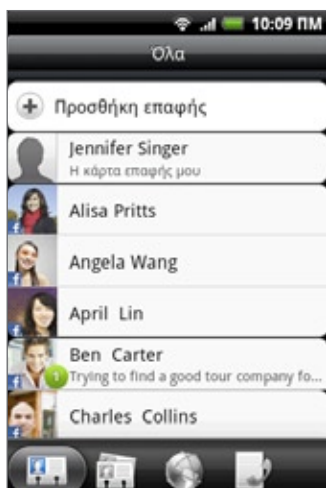 10:09 ΠΜ
Όλα
Προσθήκη επαφής
Jennifer Singer
Η κάρτα επαφής μου
Alisa Pritts
Angela Wang
April Lin
Ben Carter
1
Trying to find a good tour company fo...
Charles Collins